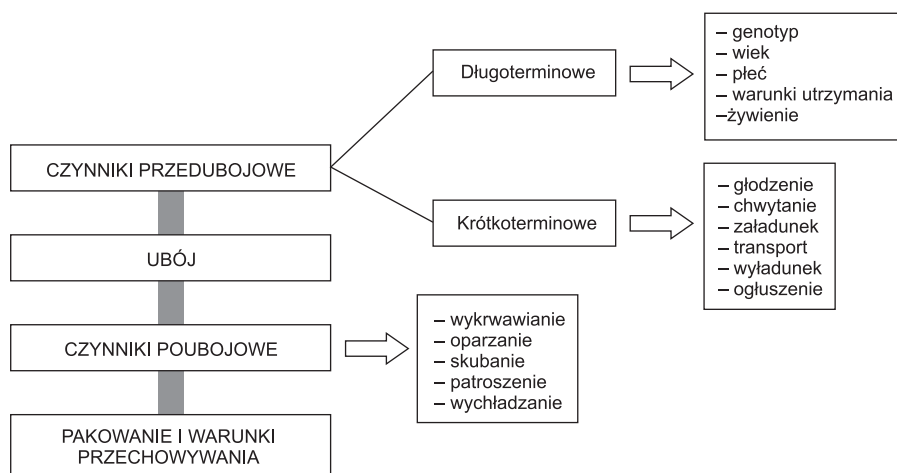 Długoterminowe
– genotyp
– wiek
– płeć
– warunki utrzymania
–żywienie
CZYNNIKI PRZEDUBOJOWE
Krótkoterminowe
– głodzenie
– chwytanie
– załadunek
– transport
– wyładunek
– ogłuszenie
UBÓJ
CZYNNIKI POUBOJOWE
– wykrwawianie
– oparzanie
– skubanie
– patroszenie
– wychładzanie
PAKOWANIE I WARUNKI
PRZECHOWYWANIA